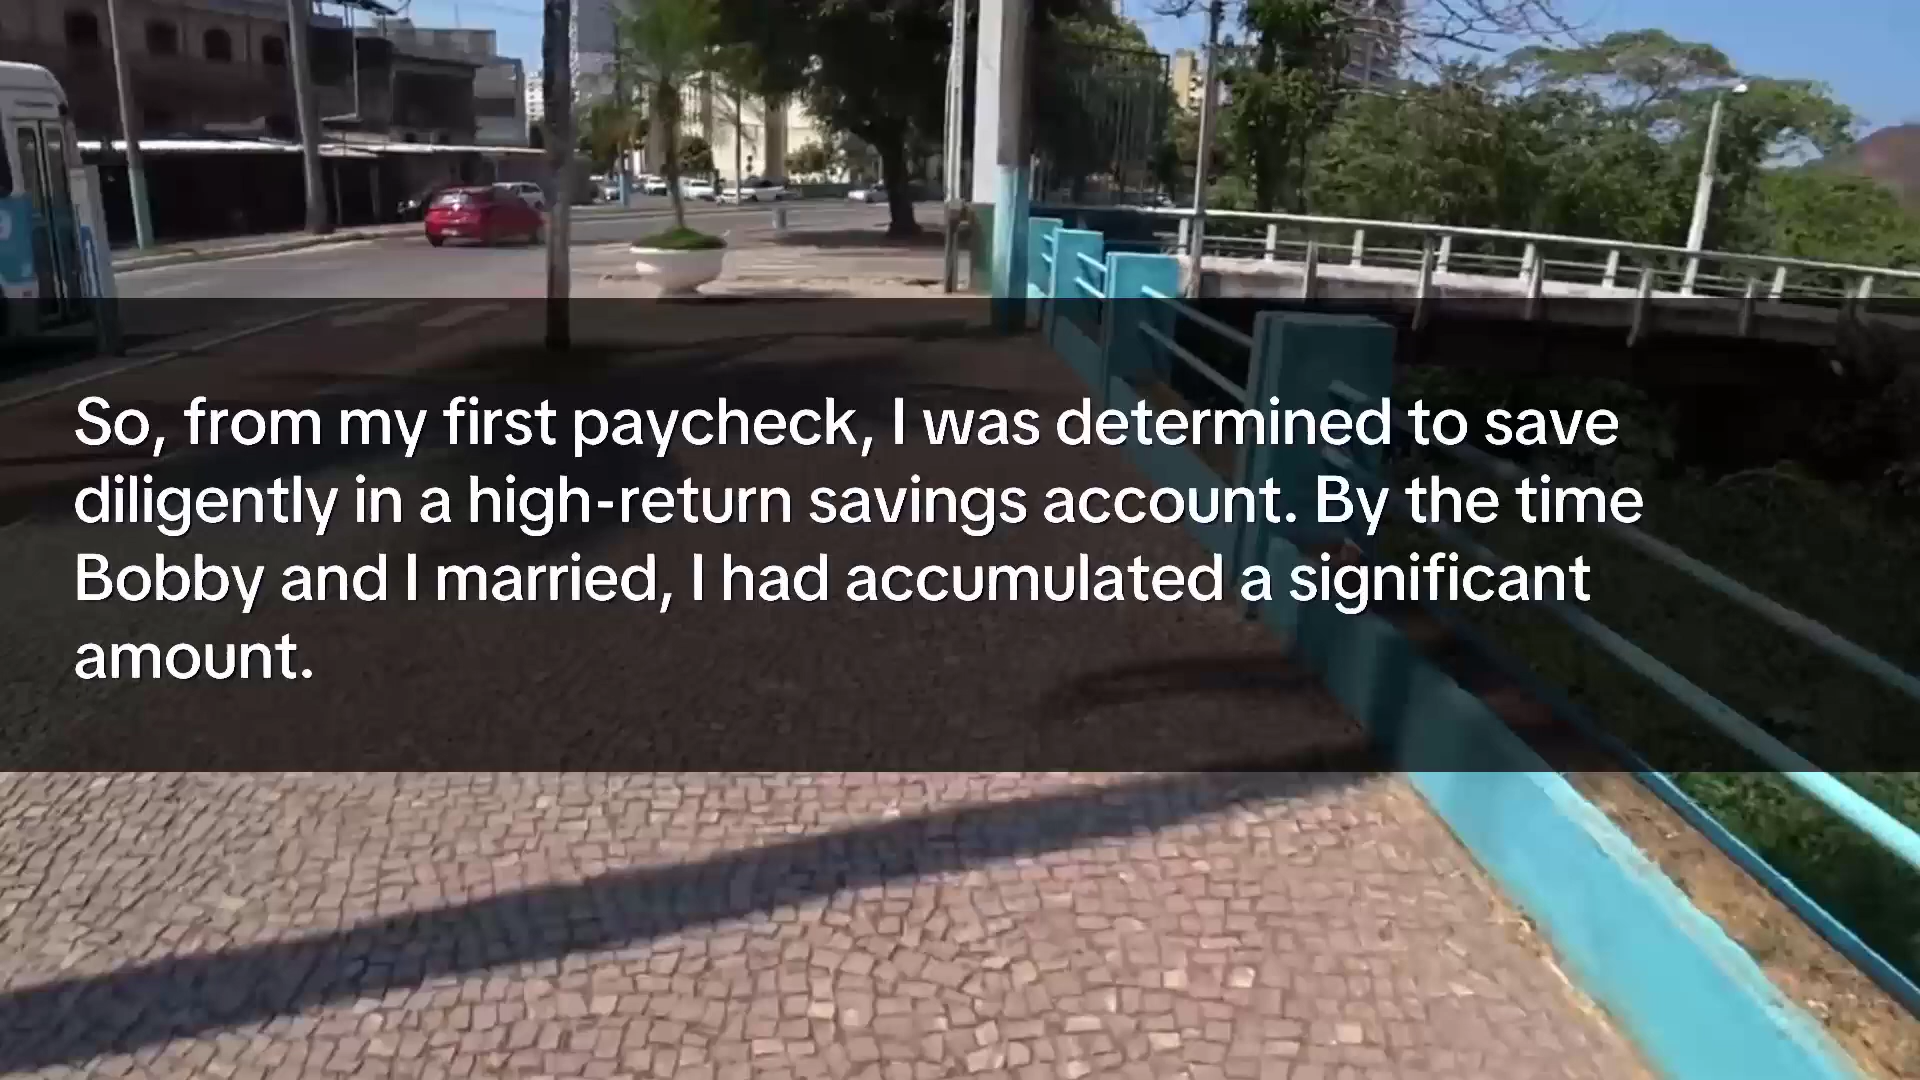 So, from my first paycheck, I was determined to save
diligently in a high-return savings account. By the time
Bobby and I married, I had accumulated a significant
amount.